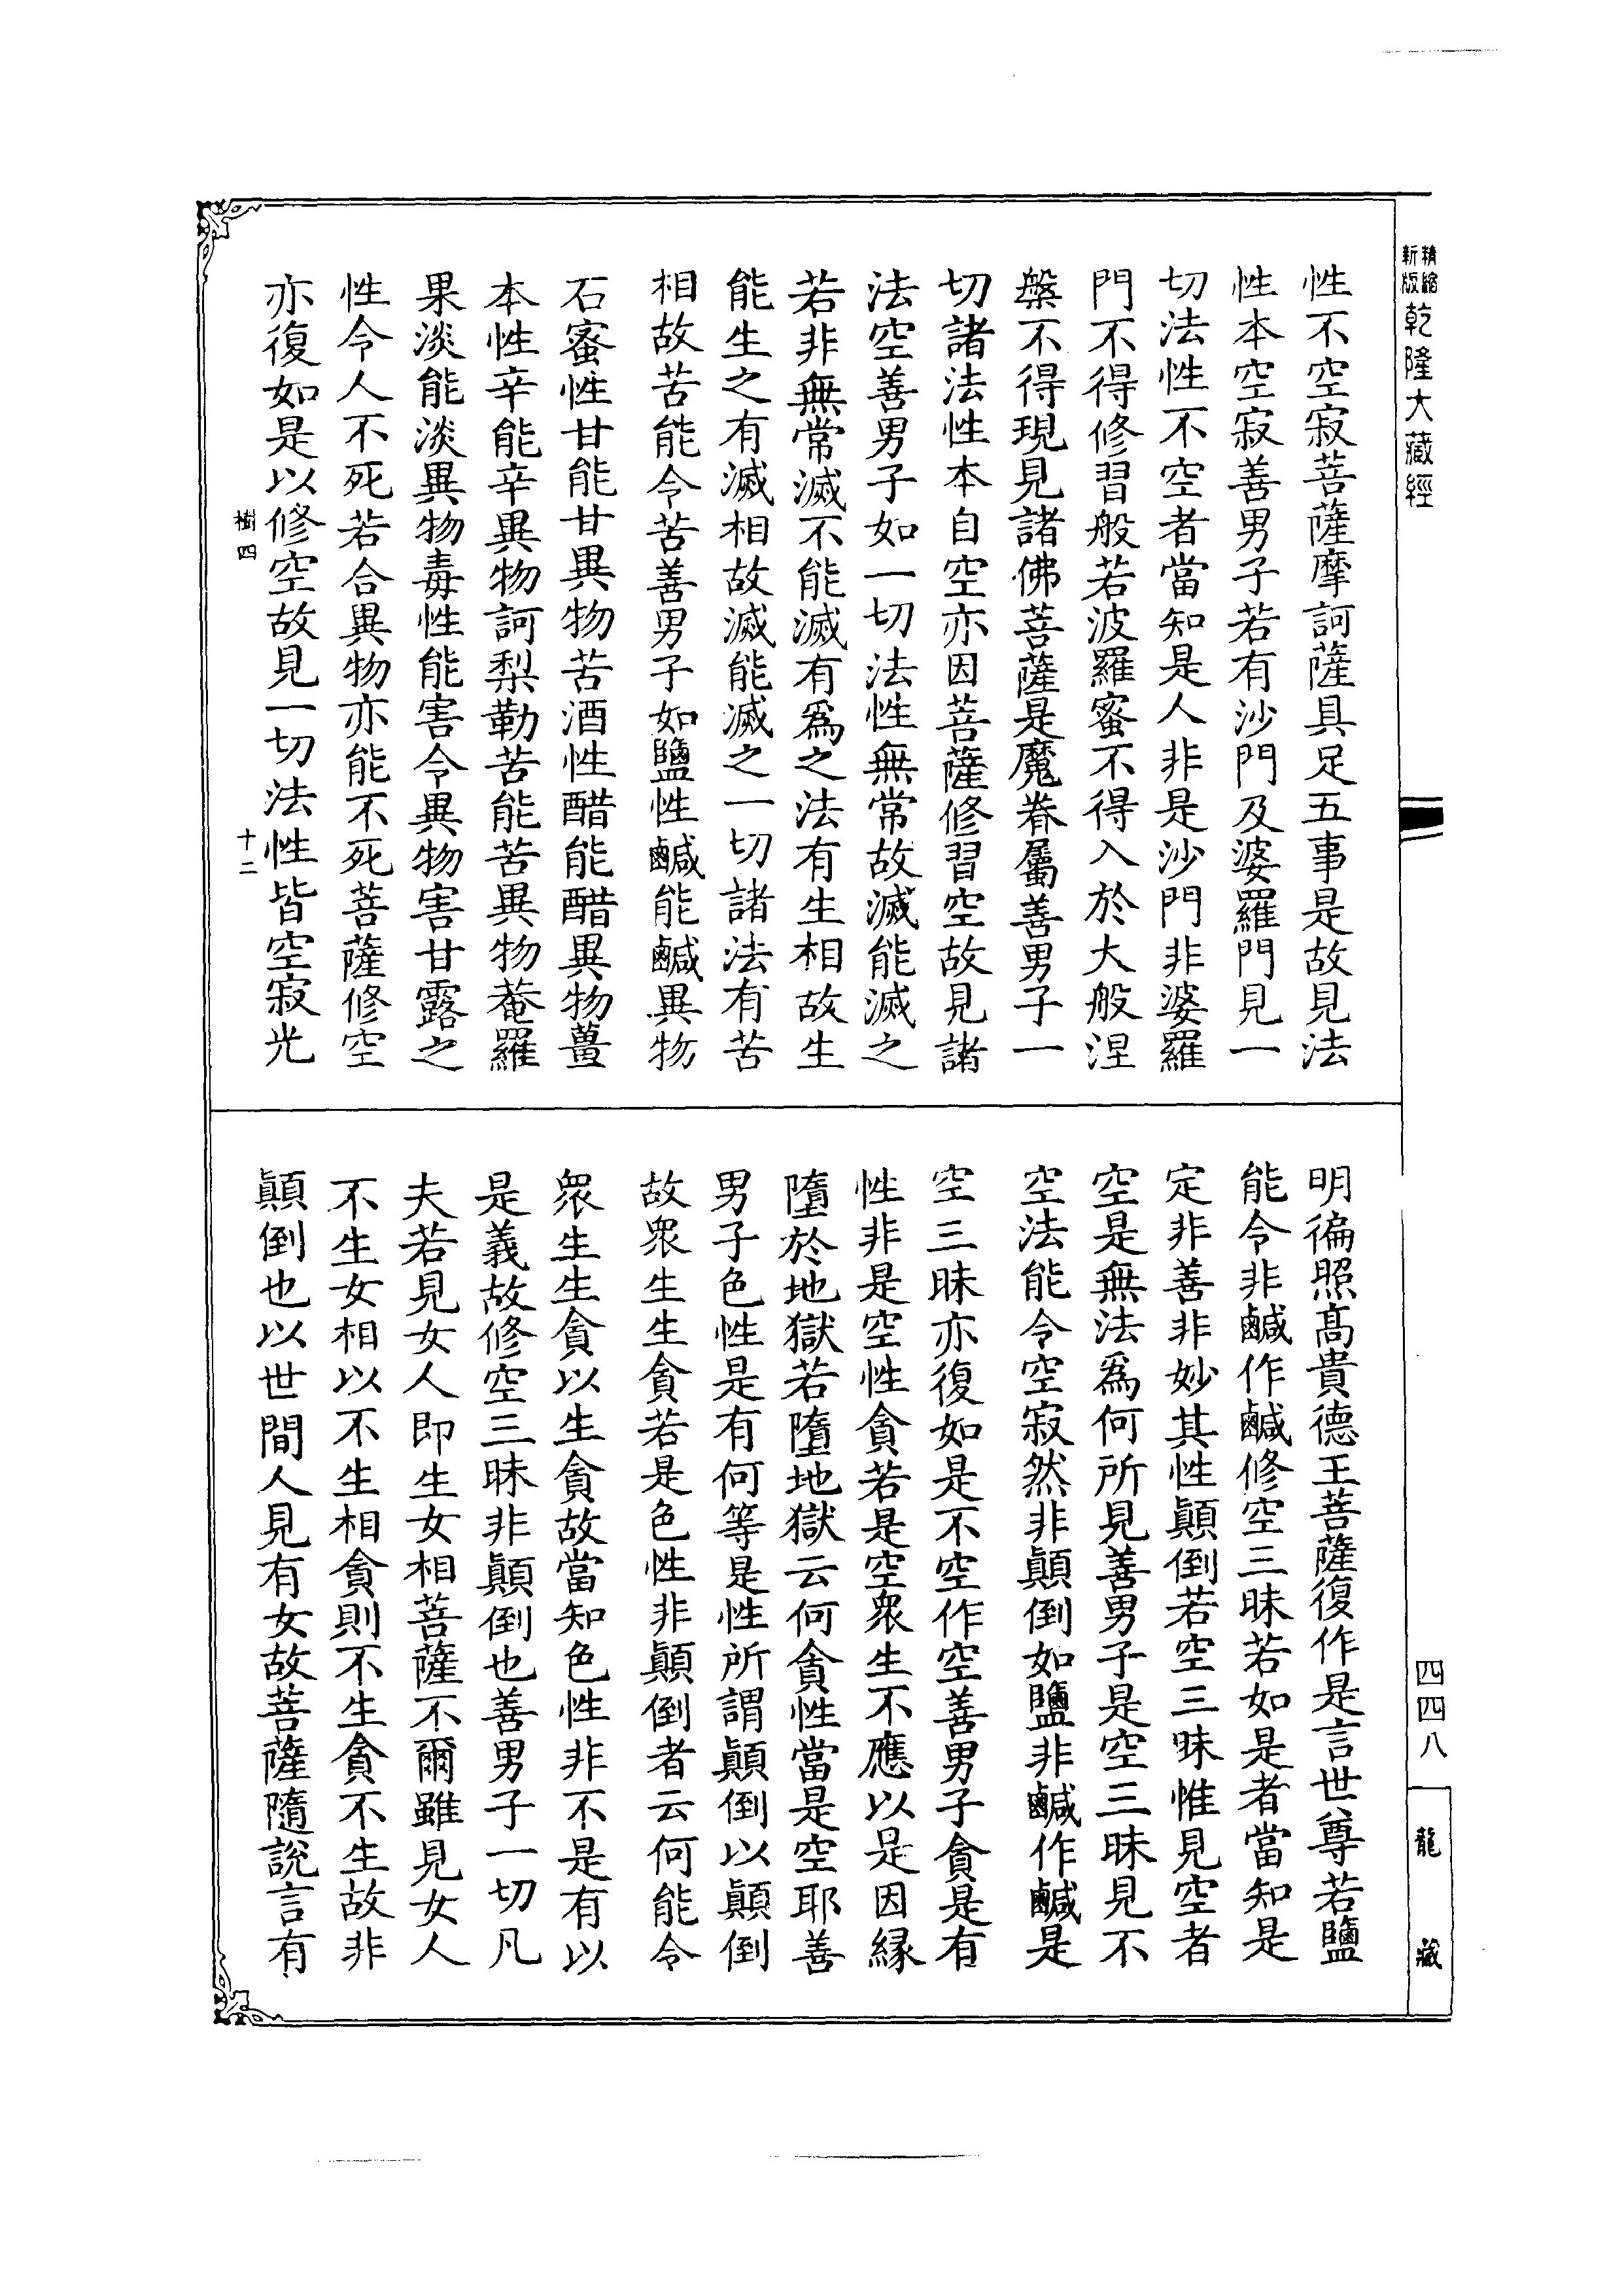 精縮
新版
乾隆大藏經
四四八
龍藏
性不空寂菩薩摩訶薩具足五事是故見法
性本空寂善男子若有沙門及婆羅門見一
切法性不空者當知是人非是沙門非婆羅
門不得修習般若波羅蜜不得入於大般涅
槃不得現見諸佛菩薩是魔眷屬善男子一
切諸法性本自空亦因菩薩修習空故見諸
法空善男子如一切法性無常故滅能滅之
若非無常滅不能滅有爲之法有生相故生
能生之有滅相故滅能滅之一切諸法有苦
相故苦能令苦善男子如鹽性鹹能鹹異物
石蜜性甘能甘異物苦酒性醋能醋異物薑
本性辛能辛異物訶梨勒苦能苦異物菴羅
果淡能淡異物毒性能害令異物害甘露之
性令人不死若合異物亦能不死菩薩修空
亦復如是以修空故見一切法性皆空寂光
樹四
十二
明徧照高貴德王菩薩復作是言世尊若鹽
能令非鹹作鹹修空三昧若如是者當知是
定非善非妙其性顛倒若空三昧惟見空者
空是無法爲何所見善男子是空三昧見不
空法能令空寂然非顛倒如鹽非鹹作鹹是
空三昧亦復如是不空作空善男子貪是有
性非是空性貪若是空衆生不應以是因緣
墮於地獄若墮地獄云何貪性當是空耶善
男子色性是有何等是性所謂顛倒以顛倒
故衆生生貪若是色性非顛倒者云何能令
衆生生貪以生貪故當知色性非不是有以
是義故修空三昧非顛倒也善男子一切凡
夫若見女人即生女相菩薩不爾雖見女人
不生女相以不生相貪則不生貪不生故非
顛倒也以世間人見有女故菩薩隨說言有